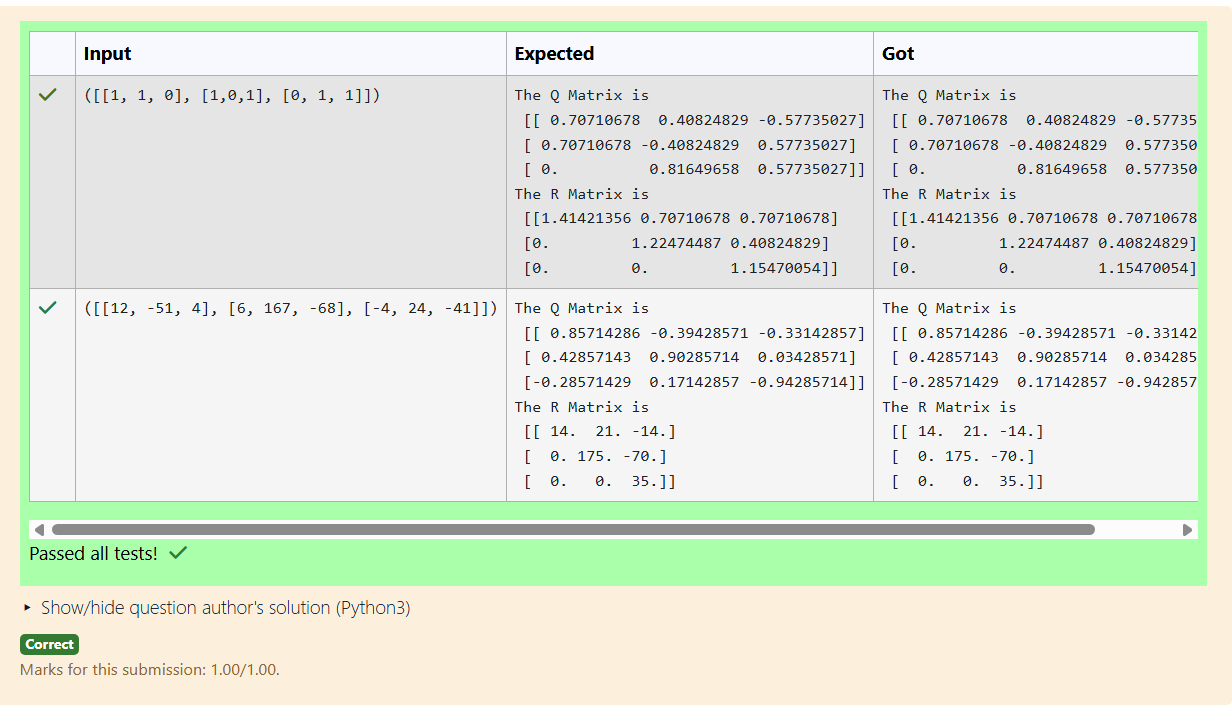 Input Expected Got
([[1, 1, 0], [1,0,1], [0, 1, 1]])
The Q Matrix is
[[ 0.70710678  0.40824829 -0.57735027]
[ 0.70710678 -0.40824829  0.57735027]
[ 0.          0.81649658  0.57735027]]
The R Matrix is
[[1.41421356 0.70710678 0.70710678]
[0.         1.22474487 0.40824829]
[0.         0.         1.15470054]]
The Q Matrix is
[[ 0.70710678  0.40824829 -0.57735
[ 0.70710678 -0.40824829  0.577350
[ 0.          0.81649658  0.577350
The R Matrix is
[[1.41421356 0.70710678 0.70710678
[0.         1.22474487 0.40824829]
[0.         0.         1.15470054]
([[12, -51, 4], [6, 167, -68], [-4, 24, -41]])
The Q Matrix is
[[ 0.85714286 -0.39428571 -0.33142857]
[ 0.42857143  0.90285714  0.03428571]
[-0.28571429  0.17142857 -0.94285714]]
The R Matrix is
[[ 14.  21. -14.]
[  0. 175. -70.]
[  0.   0.  35.]]
The Q Matrix is
[[ 0.85714286 -0.39428571 -0.33142
[ 0.42857143  0.90285714  0.034285
[-0.28571429  0.17142857 -0.942857
The R Matrix is
[[ 14.  21. -14.]
[  0. 175. -70.]
[  0.   0.  35.]]
Passed all tests!
Show/hide question author's solution (Python3)
Correct
Marks for this submission: 1.00/1.00.